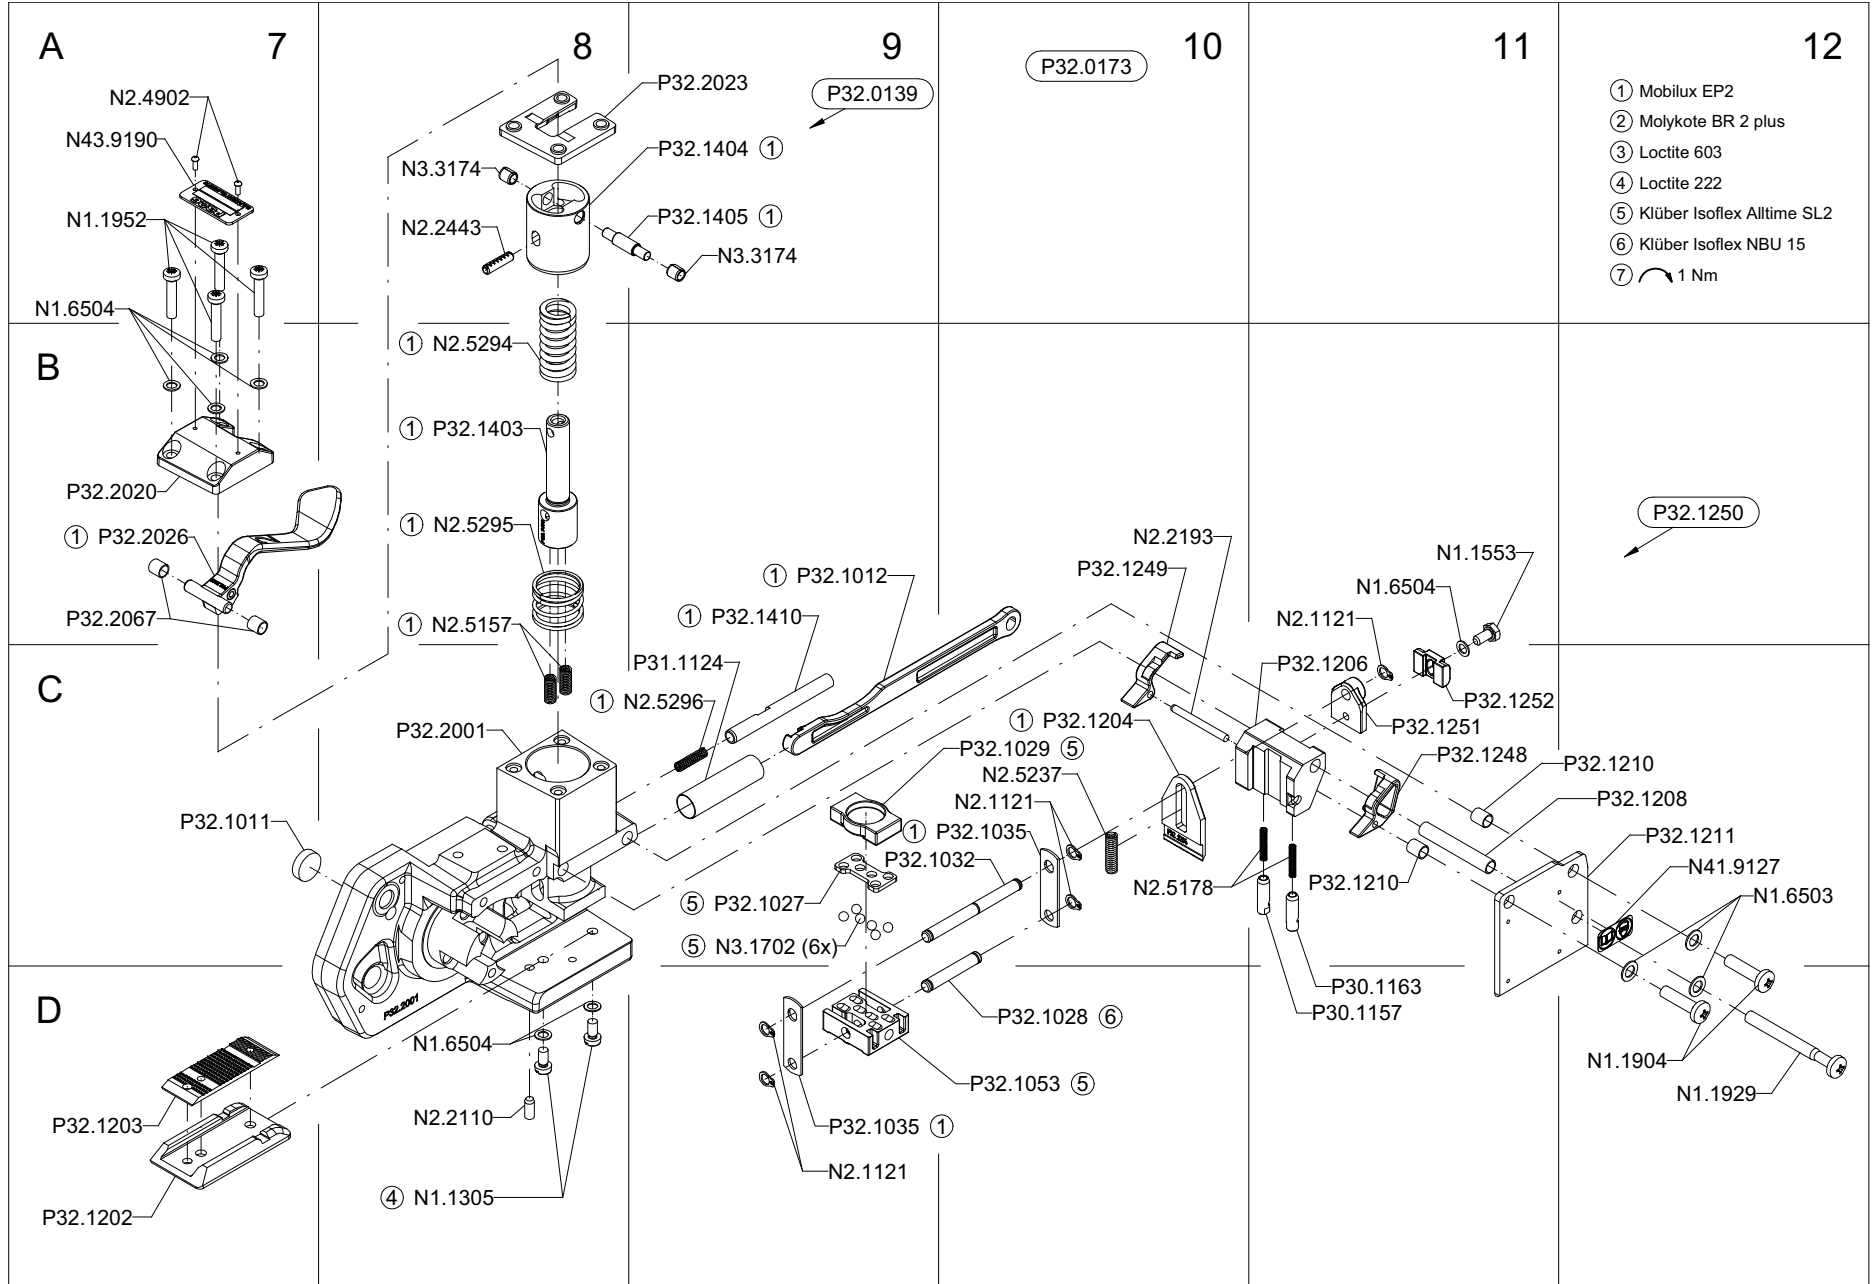 A 7 8 9 10 11 12
P32.0173
P32.0139
① Mobilux EP2
② Molykote BR 2 plus
③ Loctite 603
④ Loctite 222
⑤ Klüber Isoflex Alltime SL2
⑥ Klüber Isoflex NBU 15
⑦ 1 Nm
N2.4902
N43.9190
N1.1952
N1.6504
P32.2023
P32.1404 ①
N3.3174
P32.1405 ①
N2.2443
N3.3174
B
① N2.5294
① P32.1403
P32.2020
① P32.2026
P32.2067
① N2.5295
① N2.5157
① P32.1012
① P32.1410
P32.1250
N2.2193
P32.1249
N1.1553
N1.6504
N2.1121
C
P31.1124
① N2.5296
P32.2001
P32.1011
① P32.1204
P32.1029 ⑤
①
N2.5237
N2.1121
P32.1035
P32.1032
⑤ P32.1027
⑤ N3.1702 (6x)
P32.1206
P32.1252
P32.1251
P32.1248
P32.1210
P32.1208
P32.1211
N41.9127
N1.6503
P32.1210
N2.5178
D
P32.2001
P32.1203
P32.1202
N1.6504
N2.2110
④ N1.1305
P32.1028 ⑥
P32.1053 ⑤
P32.1035 ①
N2.1121
P30.1163
P30.1157
N1.1904
N1.1929